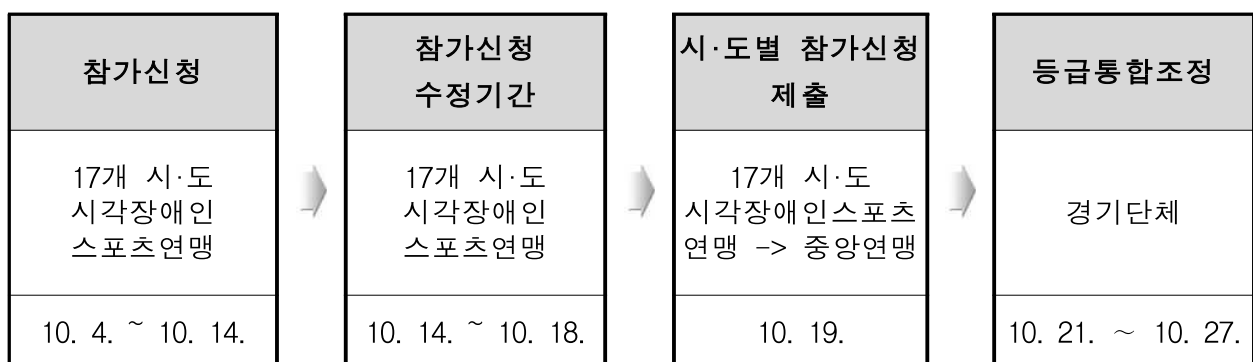 참가신청
17개 시·도
시각장애인
스포츠연맹
10. 4. ~ 10. 14.
참가신청
수정기간
17개 시·도
시각장애인
스포츠연맹
10. 14. ~ 10. 18.
시·도별 참가신청
제출
17개 시·도
시각장애인스포츠
연맹 -> 중앙연맹
10. 19.
등급통합조정
경기단체
10. 21. ~ 10. 27.